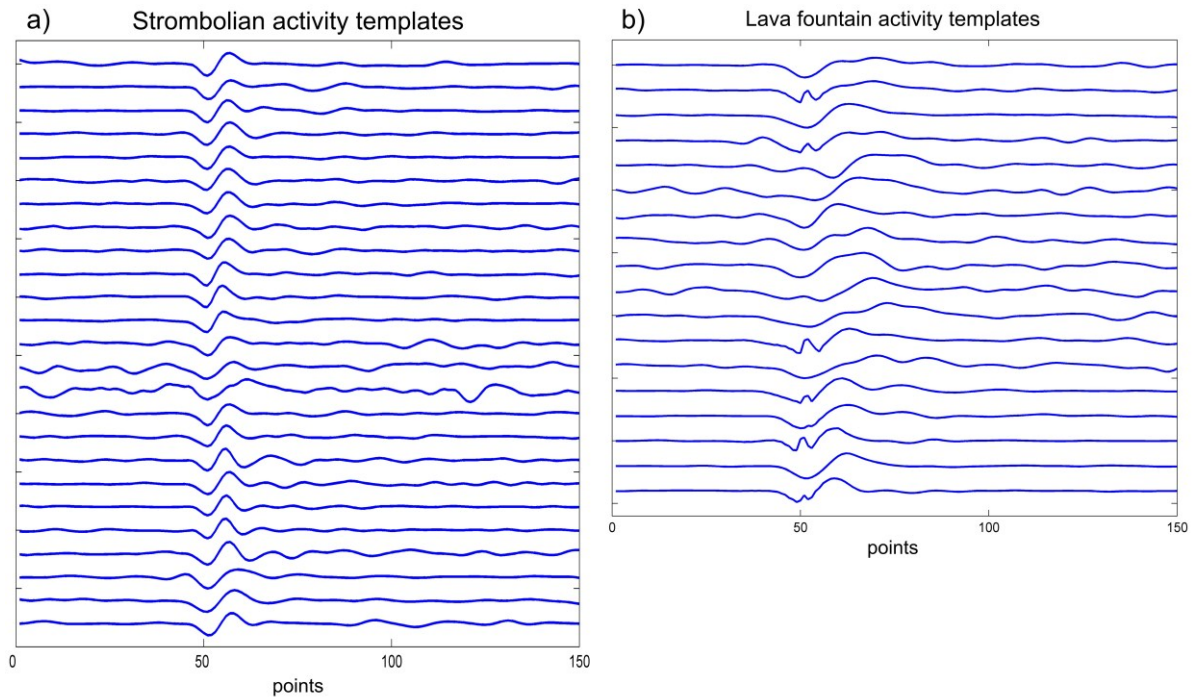 a) Strombolian activity templates
0 50 100 150
points
b) Lava fountain activity templates
0 50 100 150
points